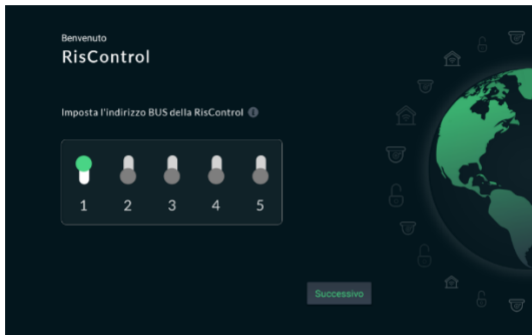 Benvenuto
RisControl
Imposta l'indirizzo BUS della RisControl
1 2 3 4 5
Successivo